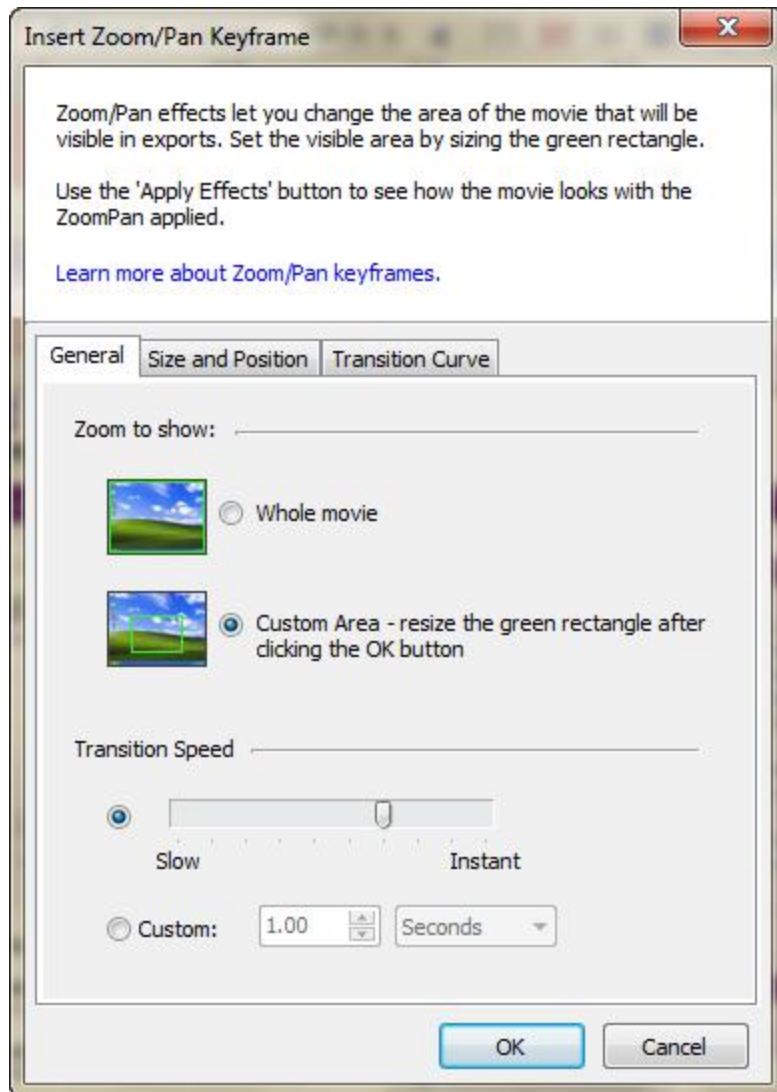 Insert Zoom/Pan Keyframe
Zoom/Pan effects let you change the area of the movie that will be
visible in exports. Set the visible area by sizing the green rectangle.
Use the 'Apply Effects' button to see how the movie looks with the
ZoomPan applied.
Learn more about Zoom/Pan keyframes.
General Size and Position Transition Curve
Zoom to show:
Whole movie
Custom Area - resize the green rectangle after
clicking the OK button
Transition Speed
Slow Instant
Custom: 1.00 Seconds
OK Cancel